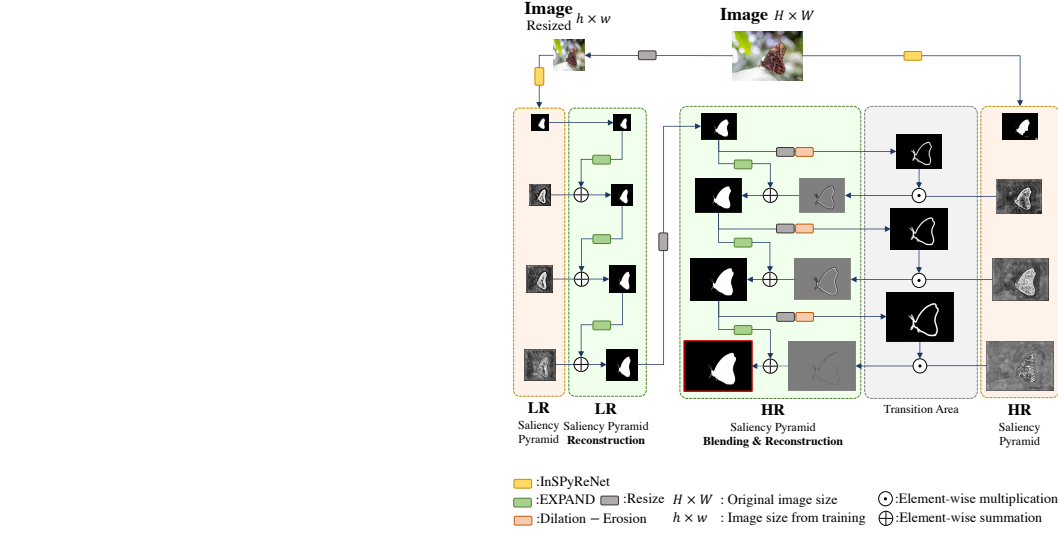 Image
Resized h × w
Image H × W
LR
Saliency
Pyramid
LR
Saliency Pyramid
Reconstruction
HR
Saliency Pyramid
Blending & Reconstruction
Transition Area
HR
Saliency
Pyramid
:InSPyReNet
:EXPAND :Resize H × W : Original image size :Element-wise multiplication
:Dilation − Erosion h × w : Image size from training :Element-wise summation